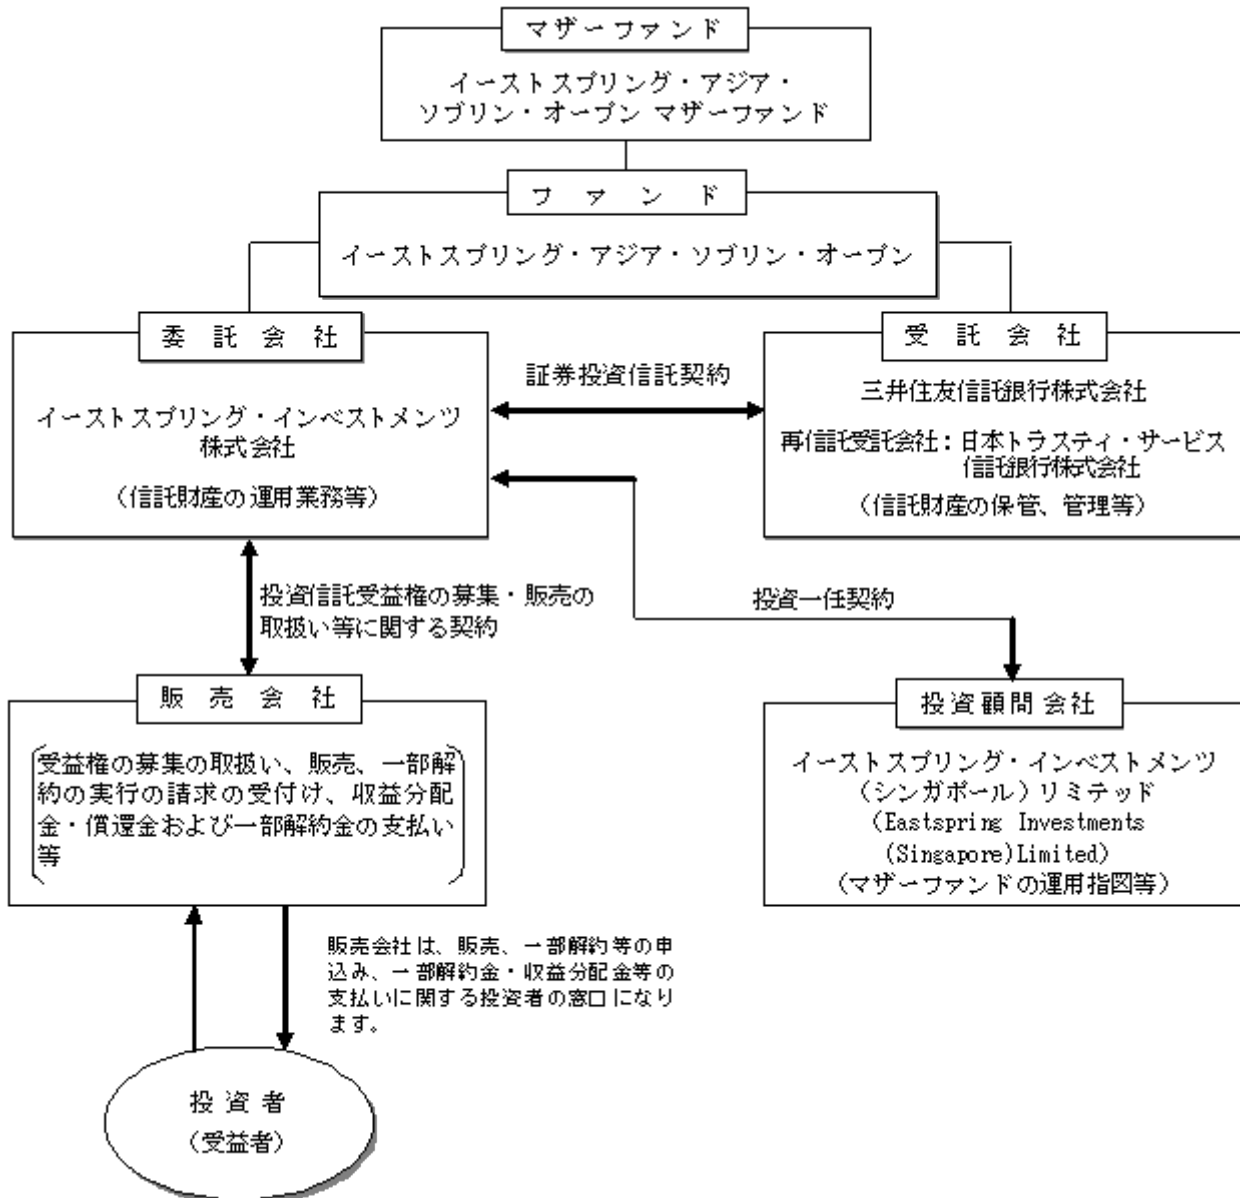 マザーファンド
イーストスプリング・アジア・
ソブリン・オープン マザーファンド
ファンド
イーストスプリング・アジア・ソブリン・オープン
委託会社
イーストスプリング・インベストメンツ
株式会社
（信託財産の運用業務等）
証券投資信託契約
受託会社
三井住友信託銀行株式会社
再信託受託会社：日本トラスティ・サービス
信託銀行株式会社
（信託財産の保管、管理等）
投資信託受益権の募集・販売の
取扱い等に関する契約
投資一任契約
販売会社
受益権の募集の取扱い、販売、一部解
約の実行の請求の受付け、収益分配
金・償還金および一部解約金の支払い
等
投資顧問会社
イーストスプリング・インベストメンツ
（シンガポール）リミテッド
(Eastspring Investments
(Singapore)Limited)
（マザーファンドの運用指図等）
販売会社は、販売、一部解約等の申
込み、一部解約金・収益分配金等の
支払いに関する投資者の窓口になり
ます。
投資者
（受益者）